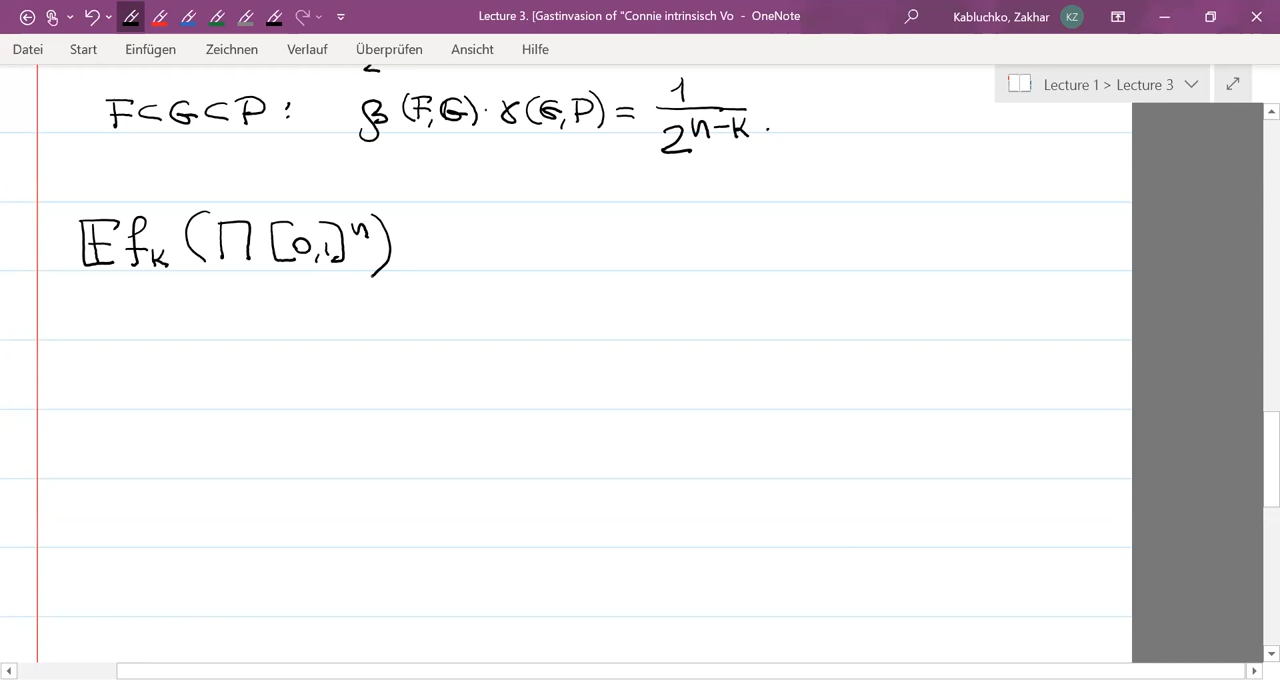 Lecture 3. [Gastinvasion of "Connie intrinsisch Vo - OneNote
Kabluchko, Zakhar KZ
Datei Start Einfügen Zeichnen Verlauf Überprüfen Ansicht Hilfe
Lecture 1 > Lecture 3
F ⊂ G ⊂ P : β(F,G) · γ(G,P) = 1/2^{n-k} .
𝔼 f_k (Π [0,1]^n)